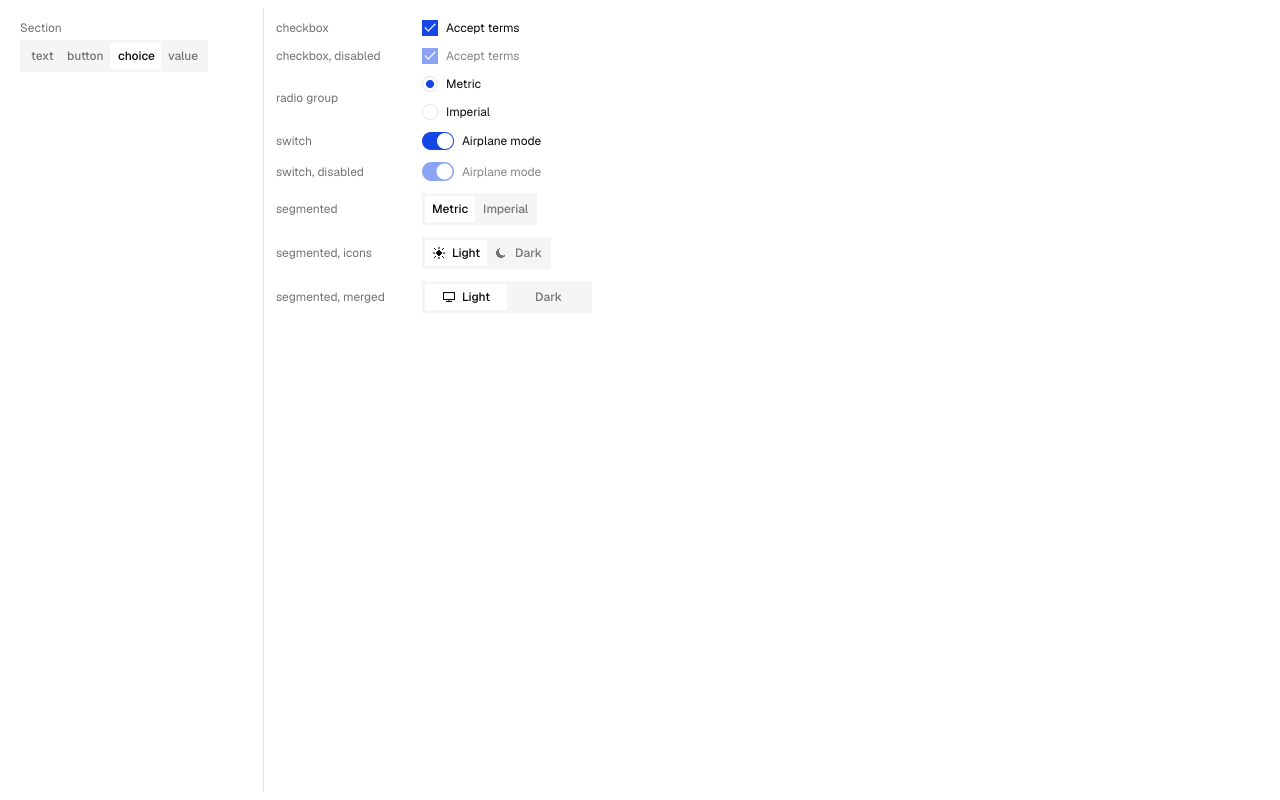 Section
text button choice value
checkbox Accept terms
checkbox, disabled Accept terms
radio group
Metric
Imperial
switch Airplane mode
switch, disabled Airplane mode
segmented Metric Imperial
segmented, icons Light Dark
segmented, merged Light Dark